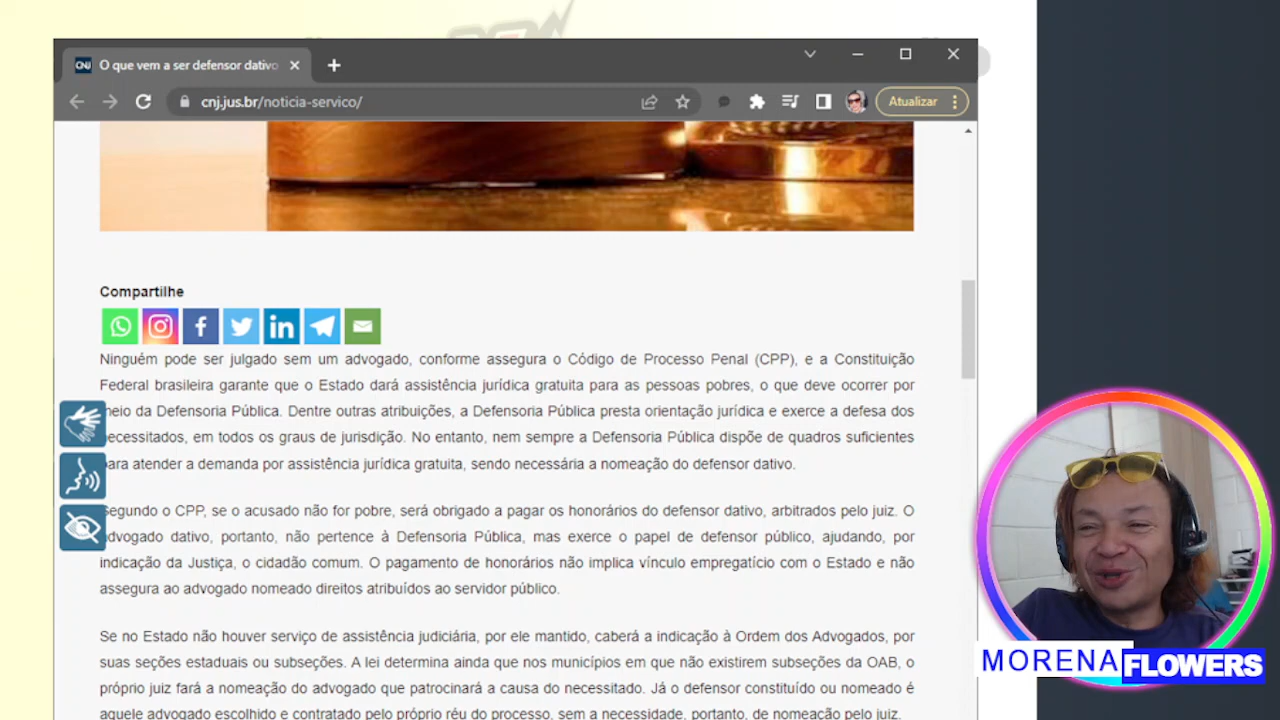 CNJ O que vem a ser defensor dativo
cnj.jus.br/noticia-servico/
Atualizar
Compartilhe
Ninguém pode ser julgado sem um advogado, conforme assegura o Código de Processo Penal (CPP), e a Constituição
Federal brasileira garante que o Estado dará assistência jurídica gratuita para as pessoas pobres, o que deve ocorrer por
meio da Defensoria Pública. Dentre outras atribuições, a Defensoria Pública presta orientação jurídica e exerce a defesa dos
necessitados, em todos os graus de jurisdição. No entanto, nem sempre a Defensoria Pública dispõe de quadros suficientes
para atender a demanda por assistência jurídica gratuita, sendo necessária a nomeação do defensor dativo.
Segundo o CPP, se o acusado não for pobre, será obrigado a pagar os honorários do defensor dativo, arbitrados pelo juiz. O
advogado dativo, portanto, não pertence à Defensoria Pública, mas exerce o papel de defensor público, ajudando, por
indicação da Justiça, o cidadão comum. O pagamento de honorários não implica vínculo empregatício com o Estado e não
assegura ao advogado nomeado direitos atribuídos ao servidor público.
Se no Estado não houver serviço de assistência judiciária, por ele mantido, caberá a indicação à Ordem dos Advogados, por
suas seções estaduais ou subseções. A lei determina ainda que nos municípios em que não existirem subseções da OAB, o
próprio juiz fará a nomeação do advogado que patrocinará a causa do necessitado. Já o defensor constituído ou nomeado é
aquele advogado escolhido e contratado pelo próprio réu do processo, sem a necessidade, portanto, de nomeação pelo juiz.
MORENA FLOWERS